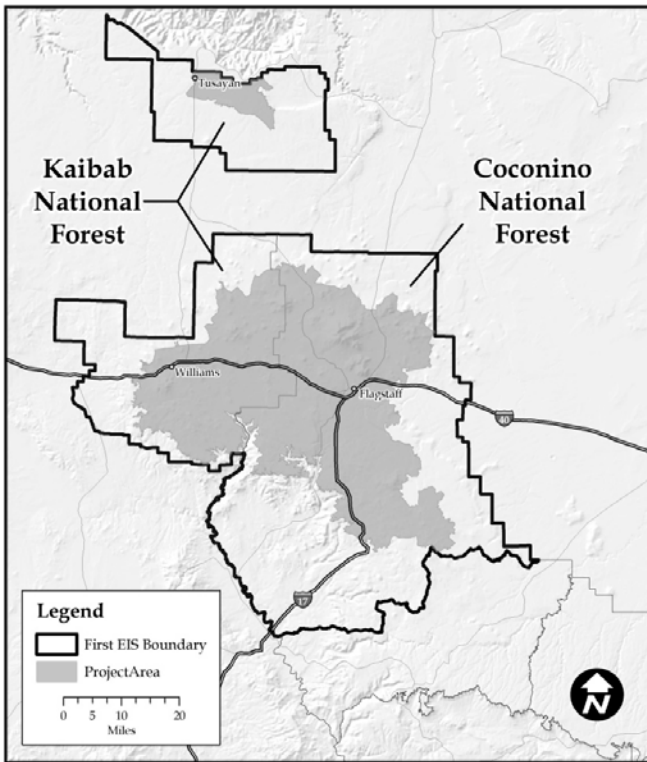 Tusayan
Kaibab
National
Forest
Coconino
National
Forest
Williams
Flagstaff
40
17
Legend
First EIS Boundary
ProjectArea
0 5 10 20
Miles
N